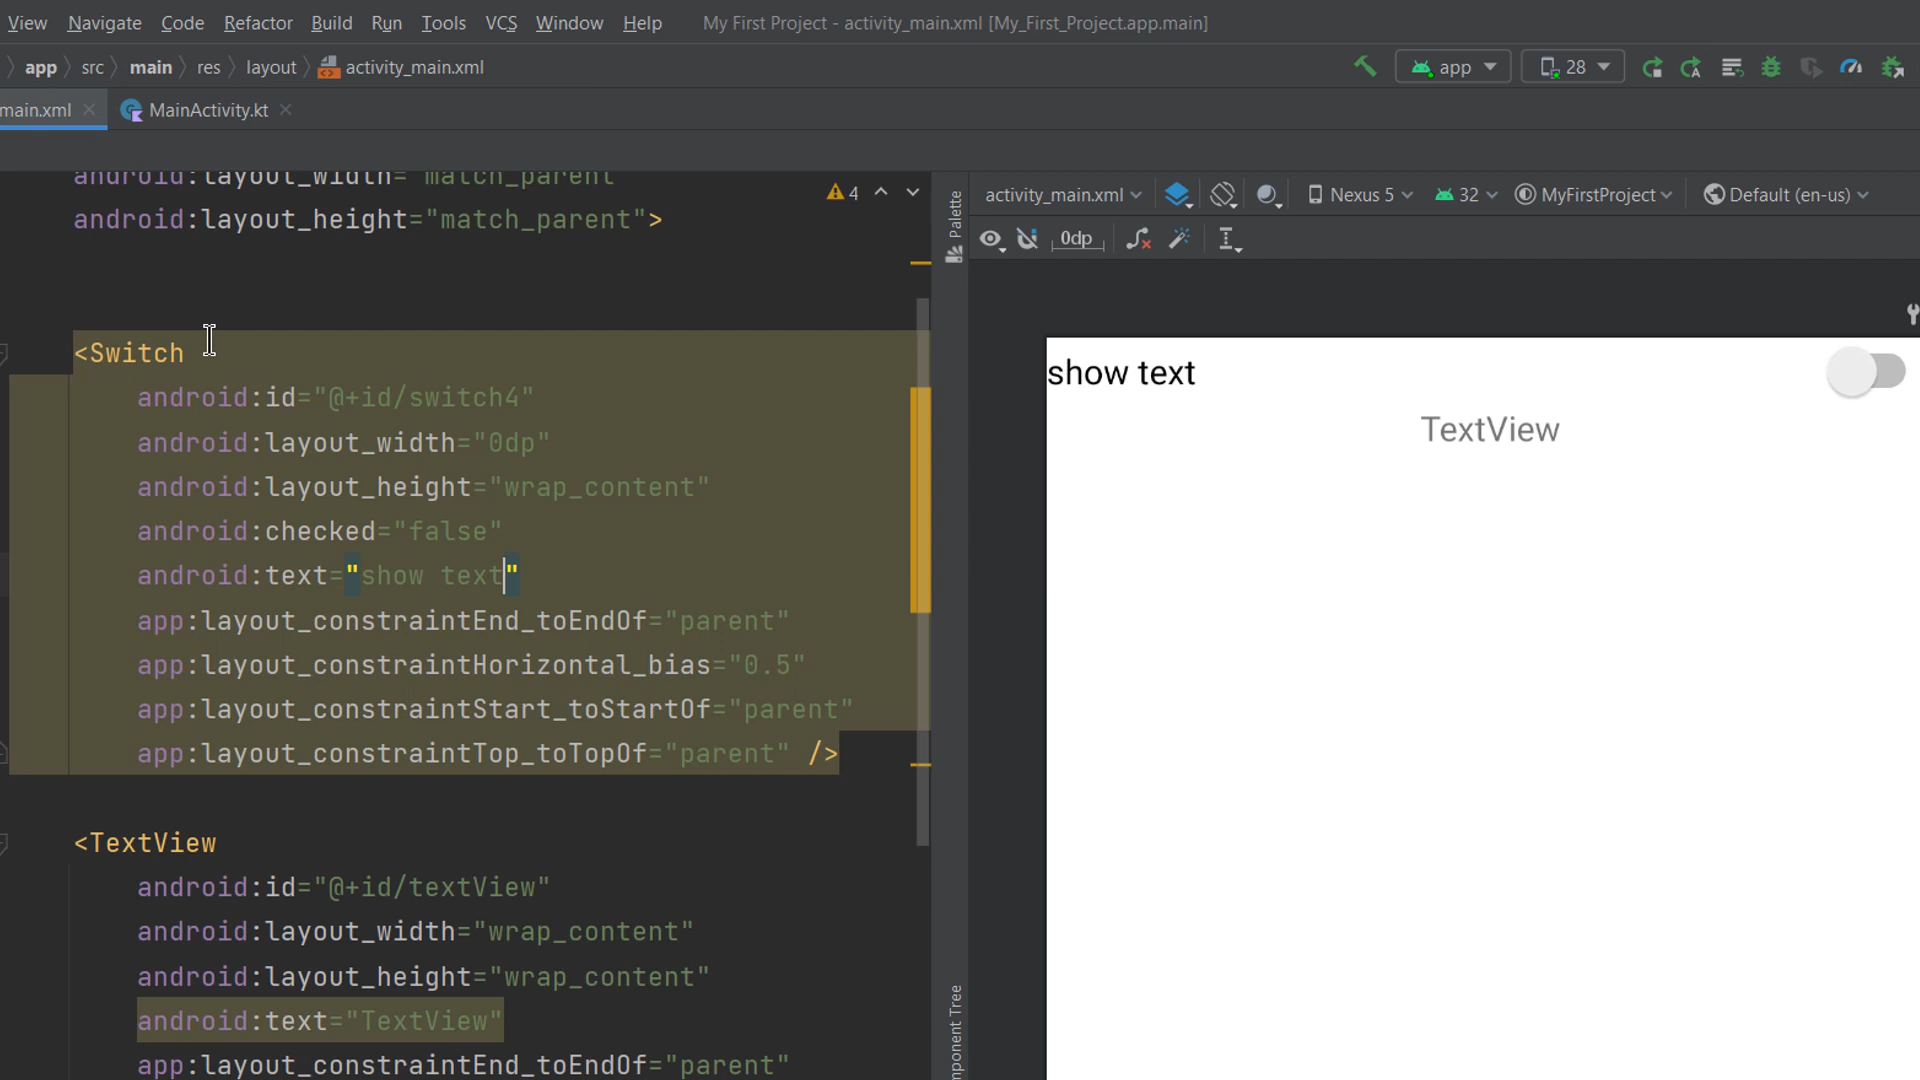 View Navigate Code Refactor Build Run Tools VCS Window Help My First Project - activity_main.xml [My_First_Project.app.main]
app src main res layout activity_main.xml app 28
main.xml MainActivity.kt
android:layout_width="match_parent"
android:layout_height="match_parent">
4
<Switch
android:id="@+id/switch4"
android:layout_width="0dp"
android:layout_height="wrap_content"
android:checked="false"
android:text="show text"
app:layout_constraintEnd_toEndOf="parent"
app:layout_constraintHorizontal_bias="0.5"
app:layout_constraintStart_toStartOf="parent"
app:layout_constraintTop_toTopOf="parent" />
<TextView
android:id="@+id/textView"
android:layout_width="wrap_content"
android:layout_height="wrap_content"
android:text="TextView"
app:layout_constraintEnd_toEndOf="parent"
Palette
mponent Tree
activity_main.xml Nexus 5 32 MyFirstProject Default (en-us)
0dp
show text
TextView